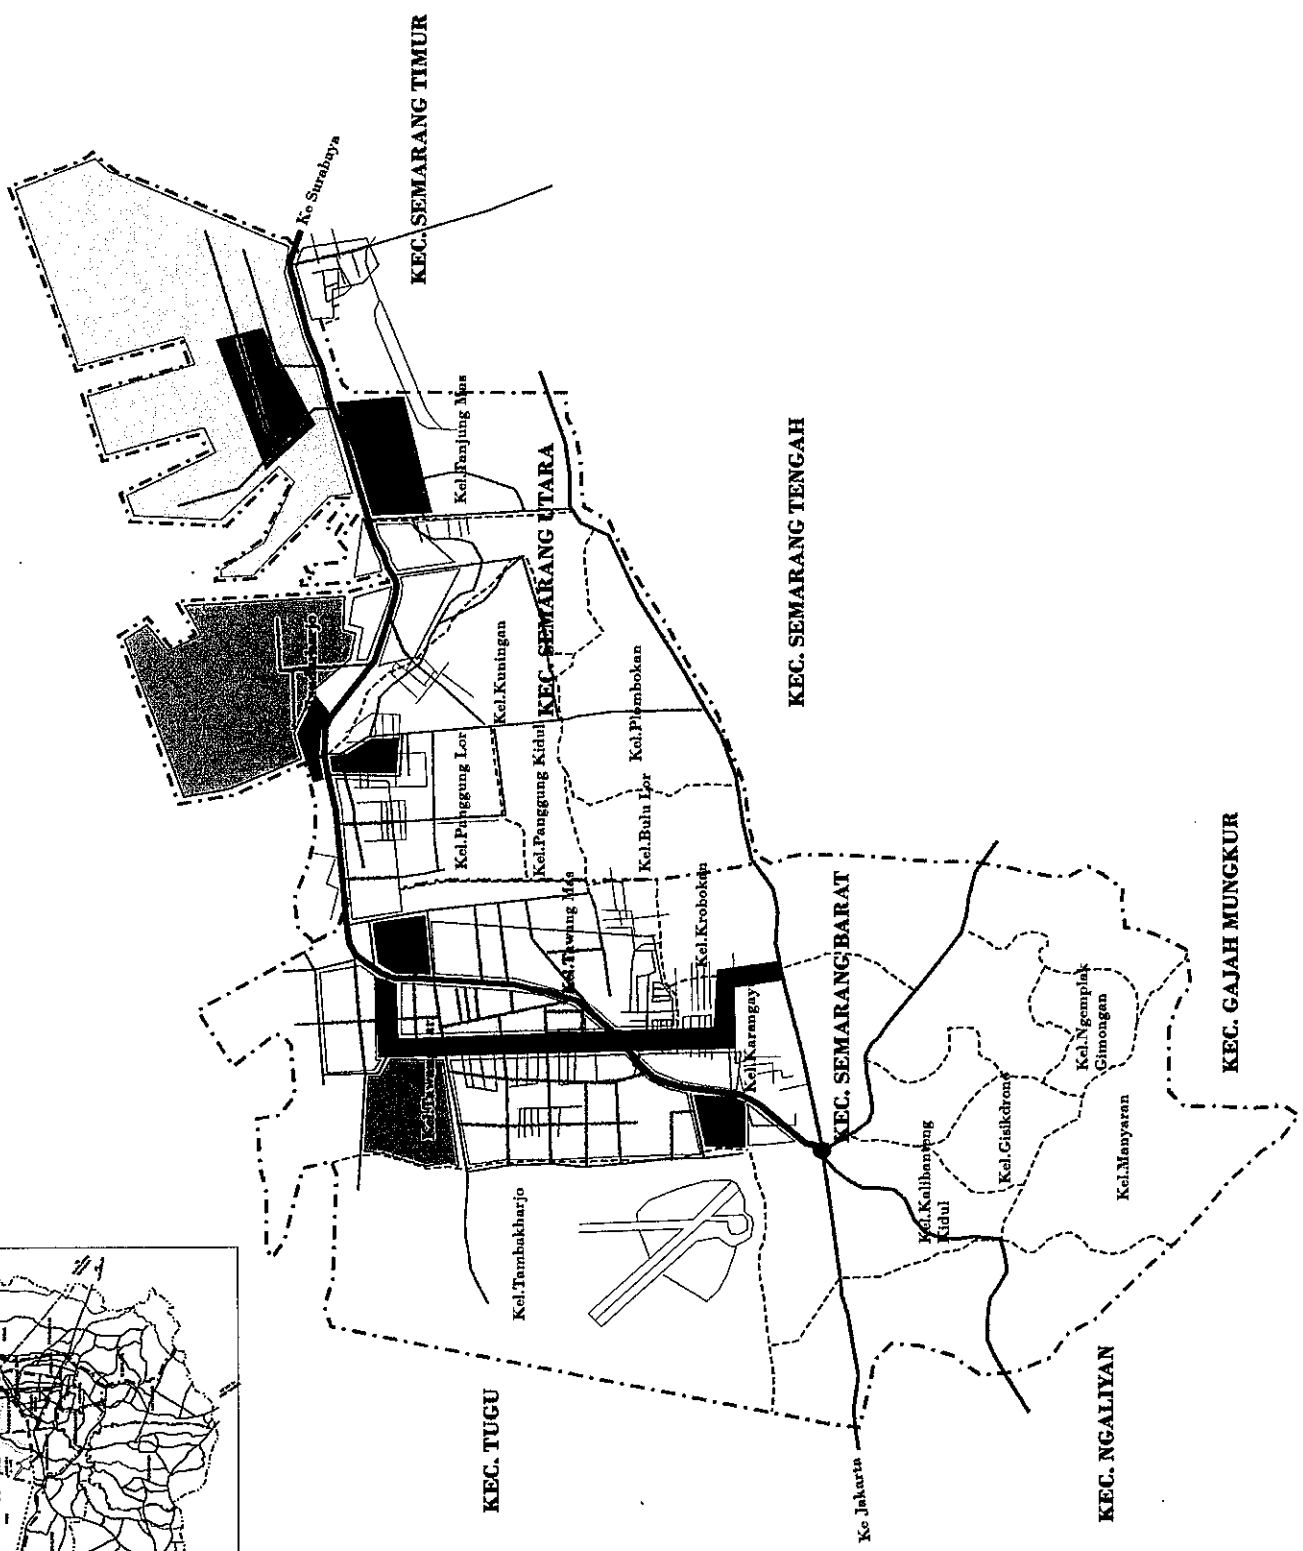 KEC. SEMARANG TIMUR
Ke Surabaya
Kel.Tanjung Mas
KEC. SEMARANG UTARA
KEC. SEMARANG TENGAH
Kel.Kuningan
Kel.Plombokan
Kel.Panggung Lor
Kel.Panggung Kidul
Kel.Bulu Lor
Kel.Tawang Mas
Kel.Krobokan
KEC. SEMARANG BARAT
Kel.Karangayu
KEC. GAJAH MUNGKUR
Kel.Ngemplak
Gimongan
Kel.Gisikdrono
Kel.Manyaran
Kel.Kalibanteng
Kidul
Kel.Tambakharjo
KEC. TUGU
Ke Jakarta
KEC. NGALIYAN